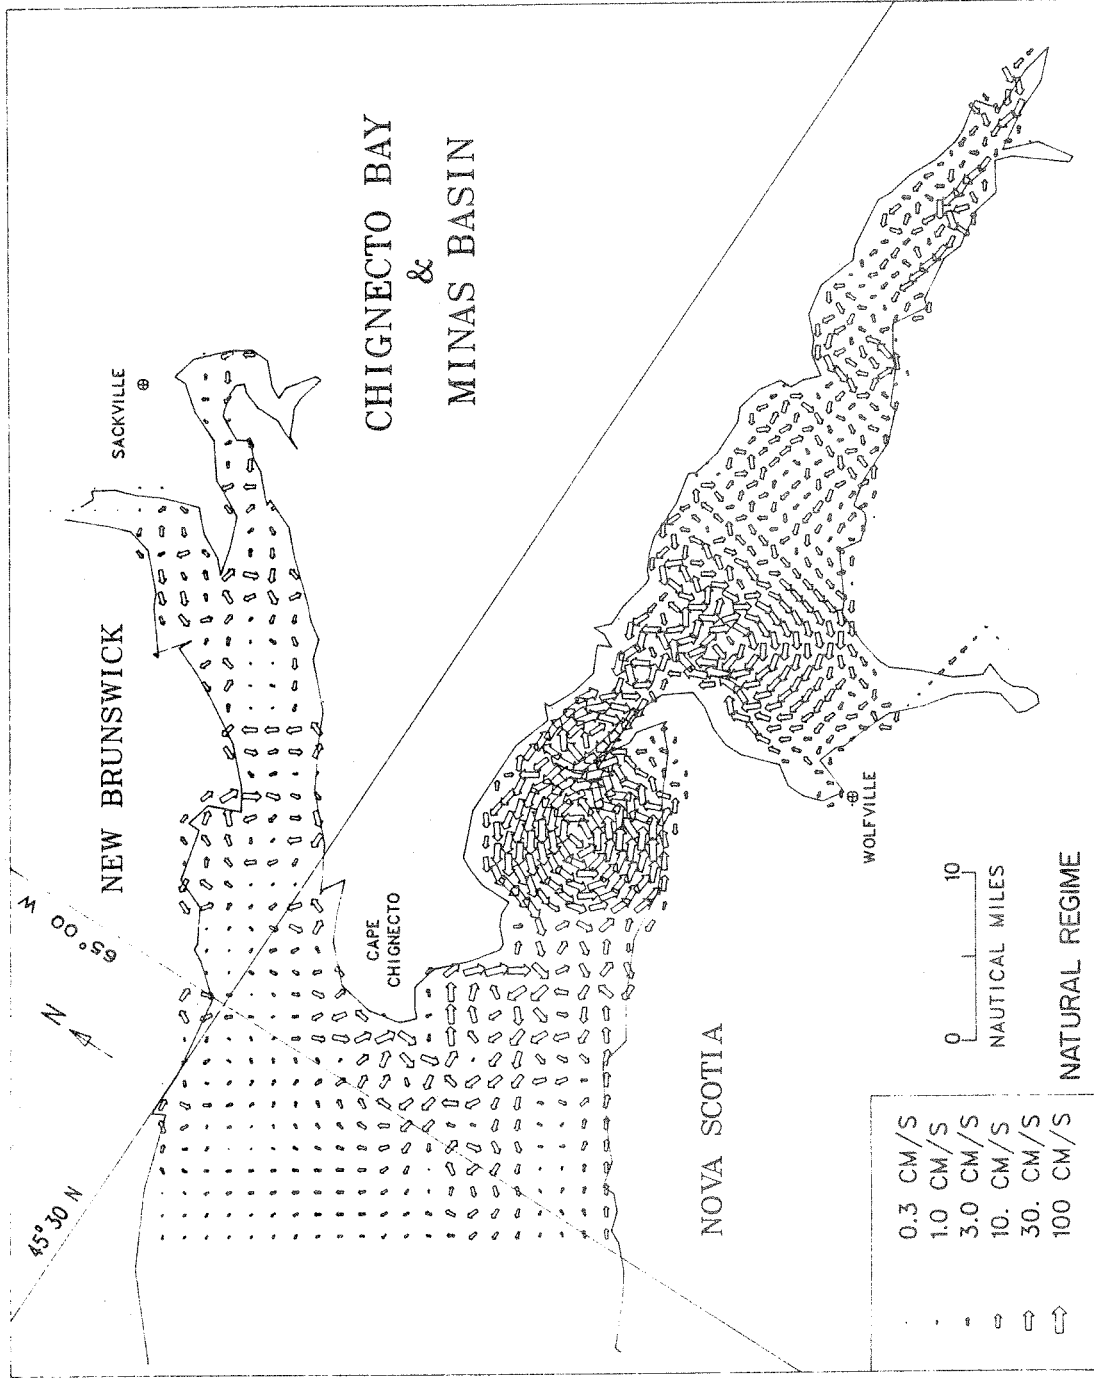 CHIGNECTO BAY
&
MINAS BASIN
NEW BRUNSWICK
SACKVILLE
65° 00 W
N
45° 30 N
CAPE
CHIGNECTO
NOVA SCOTIA
WOLFVILLE
0 10
NAUTICAL MILES
NATURAL REGIME
0.3 CM/S
1.0 CM/S
3.0 CM/S
10. CM/S
30. CM/S
100 CM/S